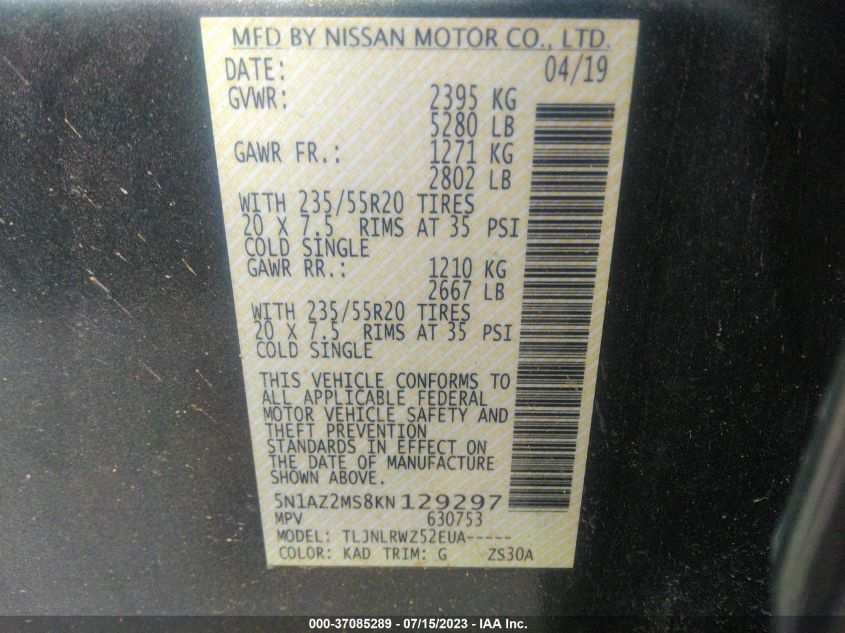 MFD BY NISSAN MOTOR CO., LTD.
DATE: 04/19
GVWR: 2395 KG
5280 LB
GAWR FR.: 1271 KG
2802 LB
WITH 235/55R20 TIRES
20 X 7.5 RIMS AT 35 PSI
COLD SINGLE
GAWR RR.: 1210 KG
2667 LB
WITH 235/55R20 TIRES
20 X 7.5 RIMS AT 35 PSI
COLD SINGLE
THIS VEHICLE CONFORMS TO
ALL APPLICABLE FEDERAL
MOTOR VEHICLE SAFETY AND
THEFT PREVENTION
STANDARDS IN EFFECT ON
THE DATE OF MANUFACTURE
SHOWN ABOVE.
5N1AZ2MS8KN129297
MPV 630753
MODEL: TLJNLRWZ52EUA-----
COLOR: KAD TRIM: G ZS30A
000-37085289 - 07/15/2023 - IAA Inc.